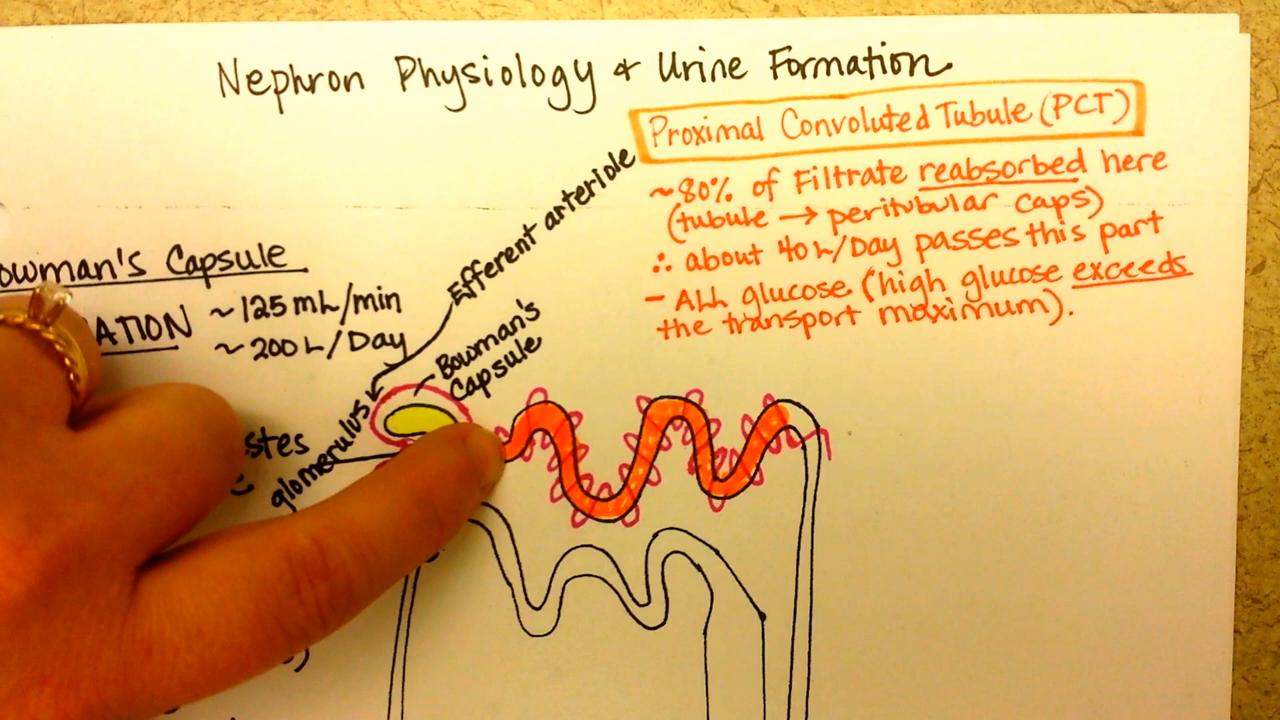 Nephron Physiology & Urine Formation
Proximal Convoluted Tubule (PCT)
~80% of Filtrate reabsorbed here
(tubule → peritubular caps)
∴ about 40 L/Day passes this part
- ALL glucose (high glucose exceeds
the transport maximum).
Efferent arteriole
owman's Capsule
ATION ~125 mL/min
~200 L/Day
Bowman's
Capsule
glomerulus
stes